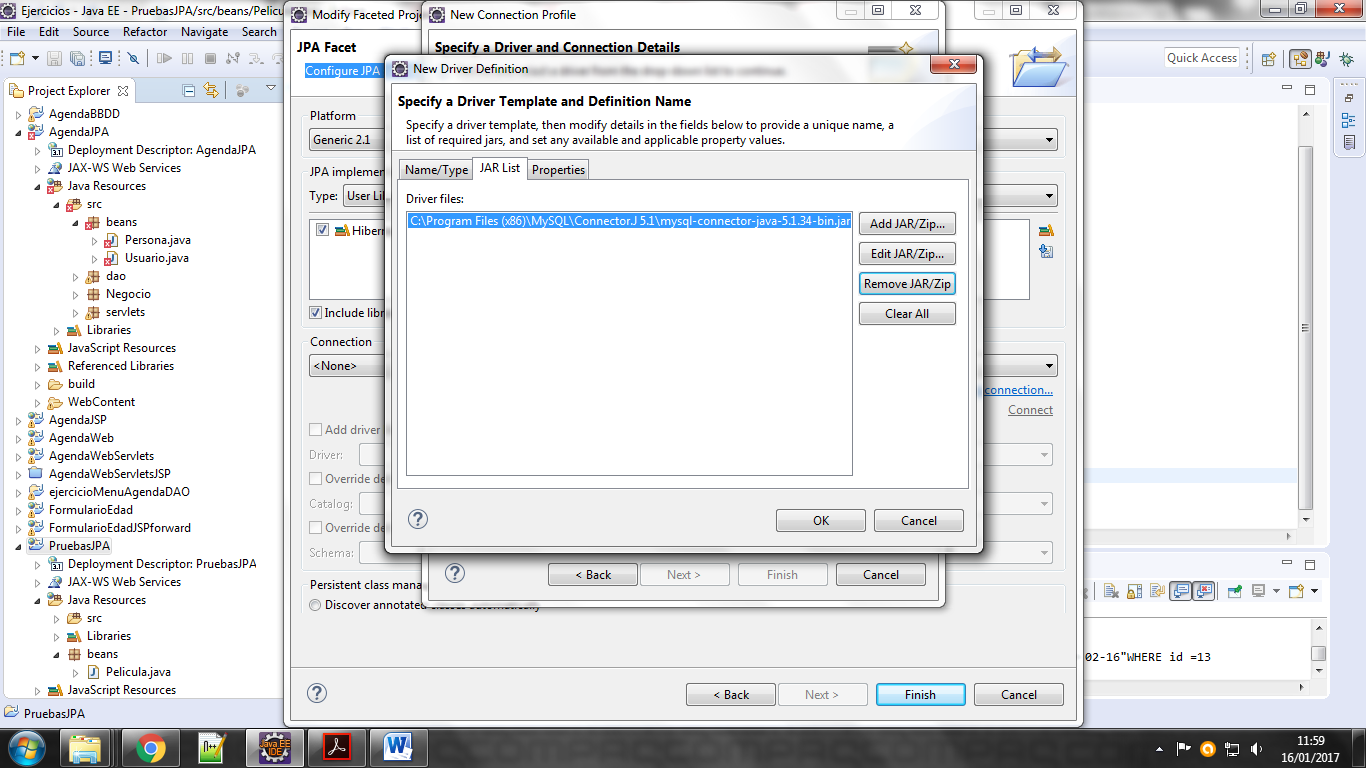 Ejercicios - Java EE - PruebasJPA/src/beans/Pelicu
File Edit Source Refactor Navigate Search
Quick Access
Project Explorer
AgendaBBDD
AgendaJPA
Deployment Descriptor: AgendaJPA
JAX-WS Web Services
Java Resources
src
beans
Persona.java
Usuario.java
dao
Negocio
servlets
Libraries
JavaScript Resources
Referenced Libraries
build
WebContent
AgendaJSP
AgendaWeb
AgendaWebServlets
AgendaWebServletsJSP
ejercicioMenuAgendaDAO
FormularioEdad
FormularioEdadJSPforward
PruebasJPA
Deployment Descriptor: PruebasJPA
JAX-WS Web Services
Java Resources
src
Libraries
beans
Pelicula.java
JavaScript Resources
PruebasJPA
Modify Faceted Proj
JPA Facet
Configure JPA
Platform
Generic 2.1
JPA implemen
Type: User Lib
Hibern
Include libr
Connection
<None>
connection...
Connect
Add driver
Driver:
Override de
Catalog:
Override de
Schema:
Persistent class mana
Discover annotated classes automatically
< Back Next > Finish Cancel
New Connection Profile
Specify a Driver and Connection Details
< Back Next > Finish Cancel
New Driver Definition
Specify a Driver Template and Definition Name
Specify a driver template, then modify details in the fields below to provide a unique name, a
list of required jars, and set any available and applicable property values.
Name/Type JAR List Properties
Driver files:
C:\Program Files (x86)\MySQL\Connector.J 5.1\mysql-connector-java-5.1.34-bin.jar
Add JAR/Zip...
Edit JAR/Zip...
Remove JAR/Zip
Clear All
OK Cancel
02-16"WHERE id =13
Java EE
IDE
11:59
16/01/2017